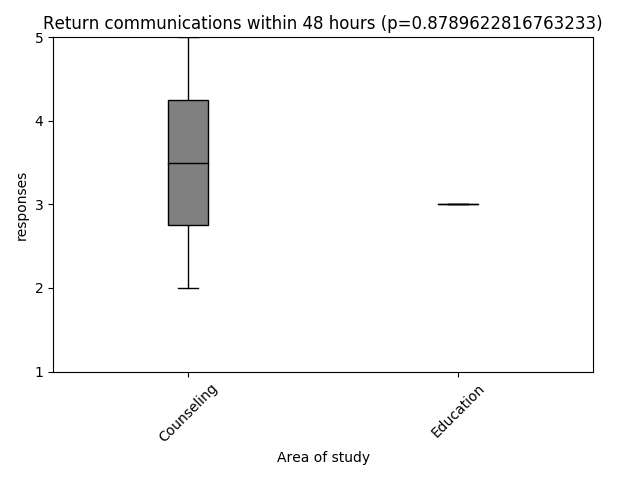 Return communications within 48 hours (p=0.8789622816763233)
5
4
3
2
1
responses
Counseling
Education
Area of study